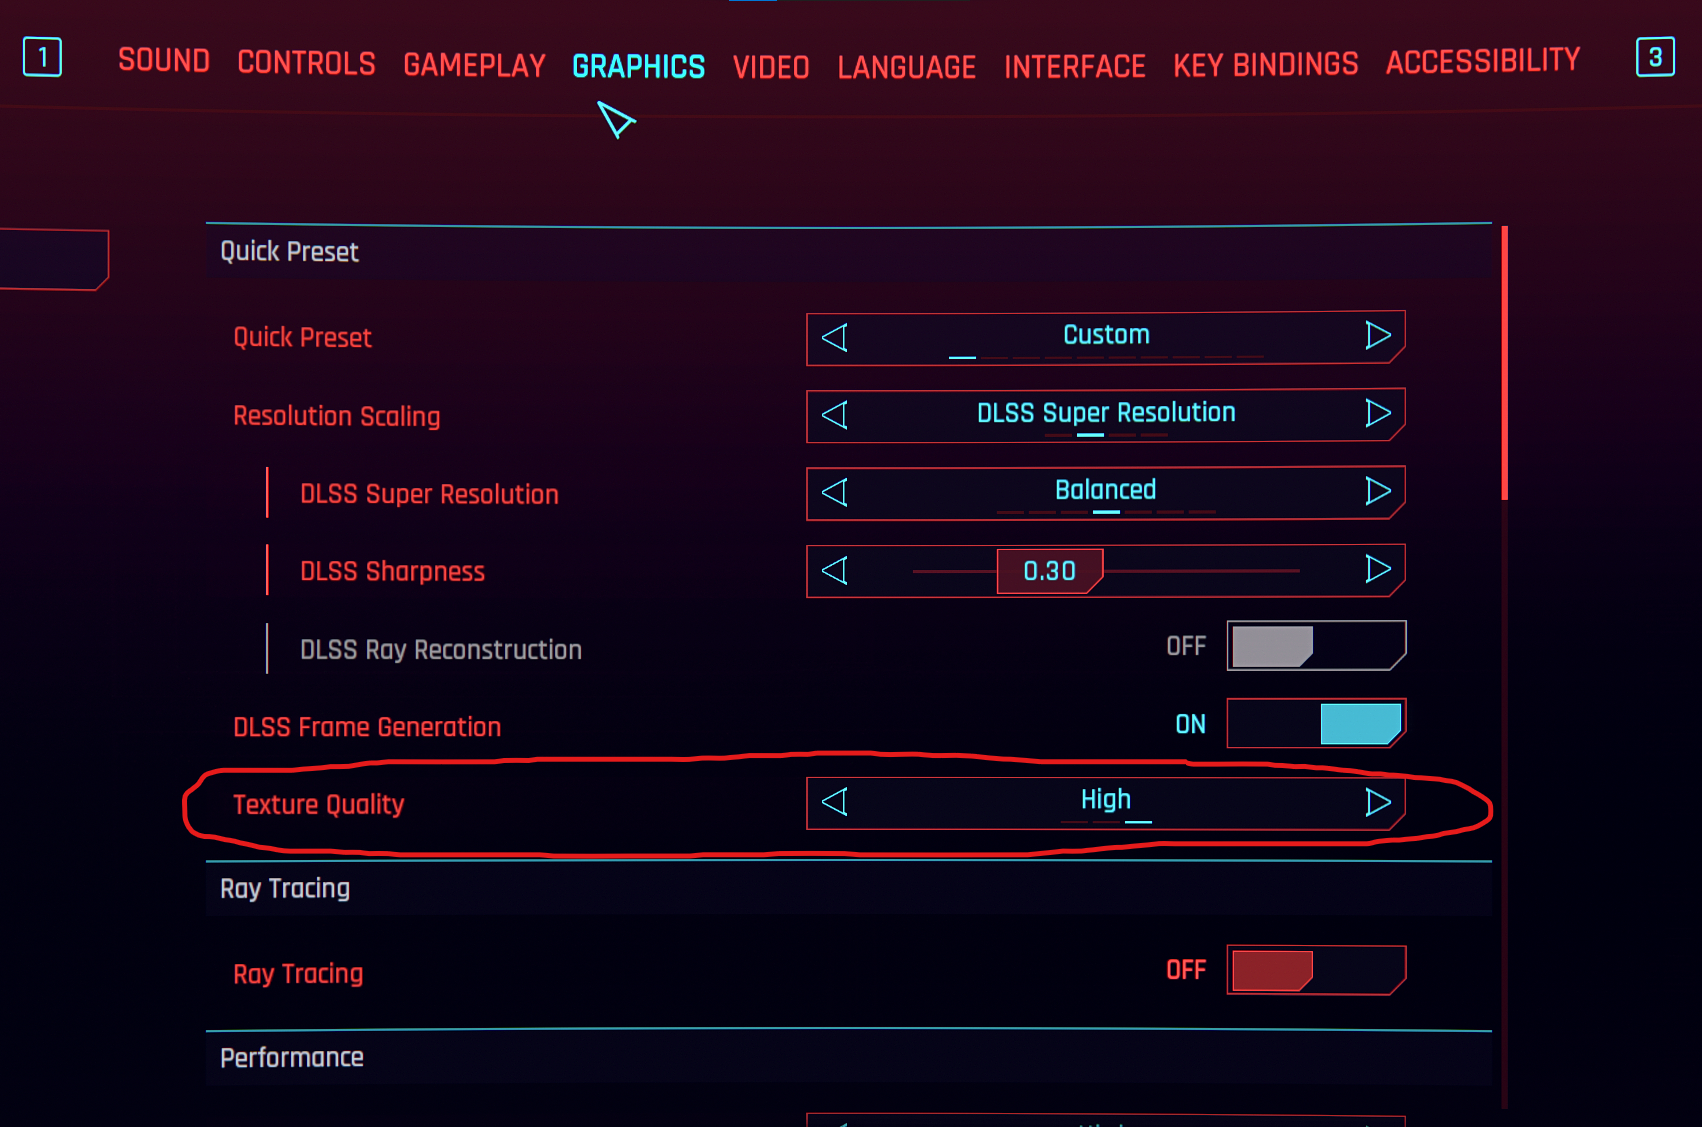 1 SOUND CONTROLS GAMEPLAY GRAPHICS VIDEO LANGUAGE INTERFACE KEY BINDINGS ACCESSIBILITY 3
Quick Preset
Quick Preset Custom
Resolution Scaling DLSS Super Resolution
DLSS Super Resolution Balanced
DLSS Sharpness 0.30
DLSS Ray Reconstruction OFF
DLSS Frame Generation ON
Texture Quality High
Ray Tracing
Ray Tracing OFF
Performance